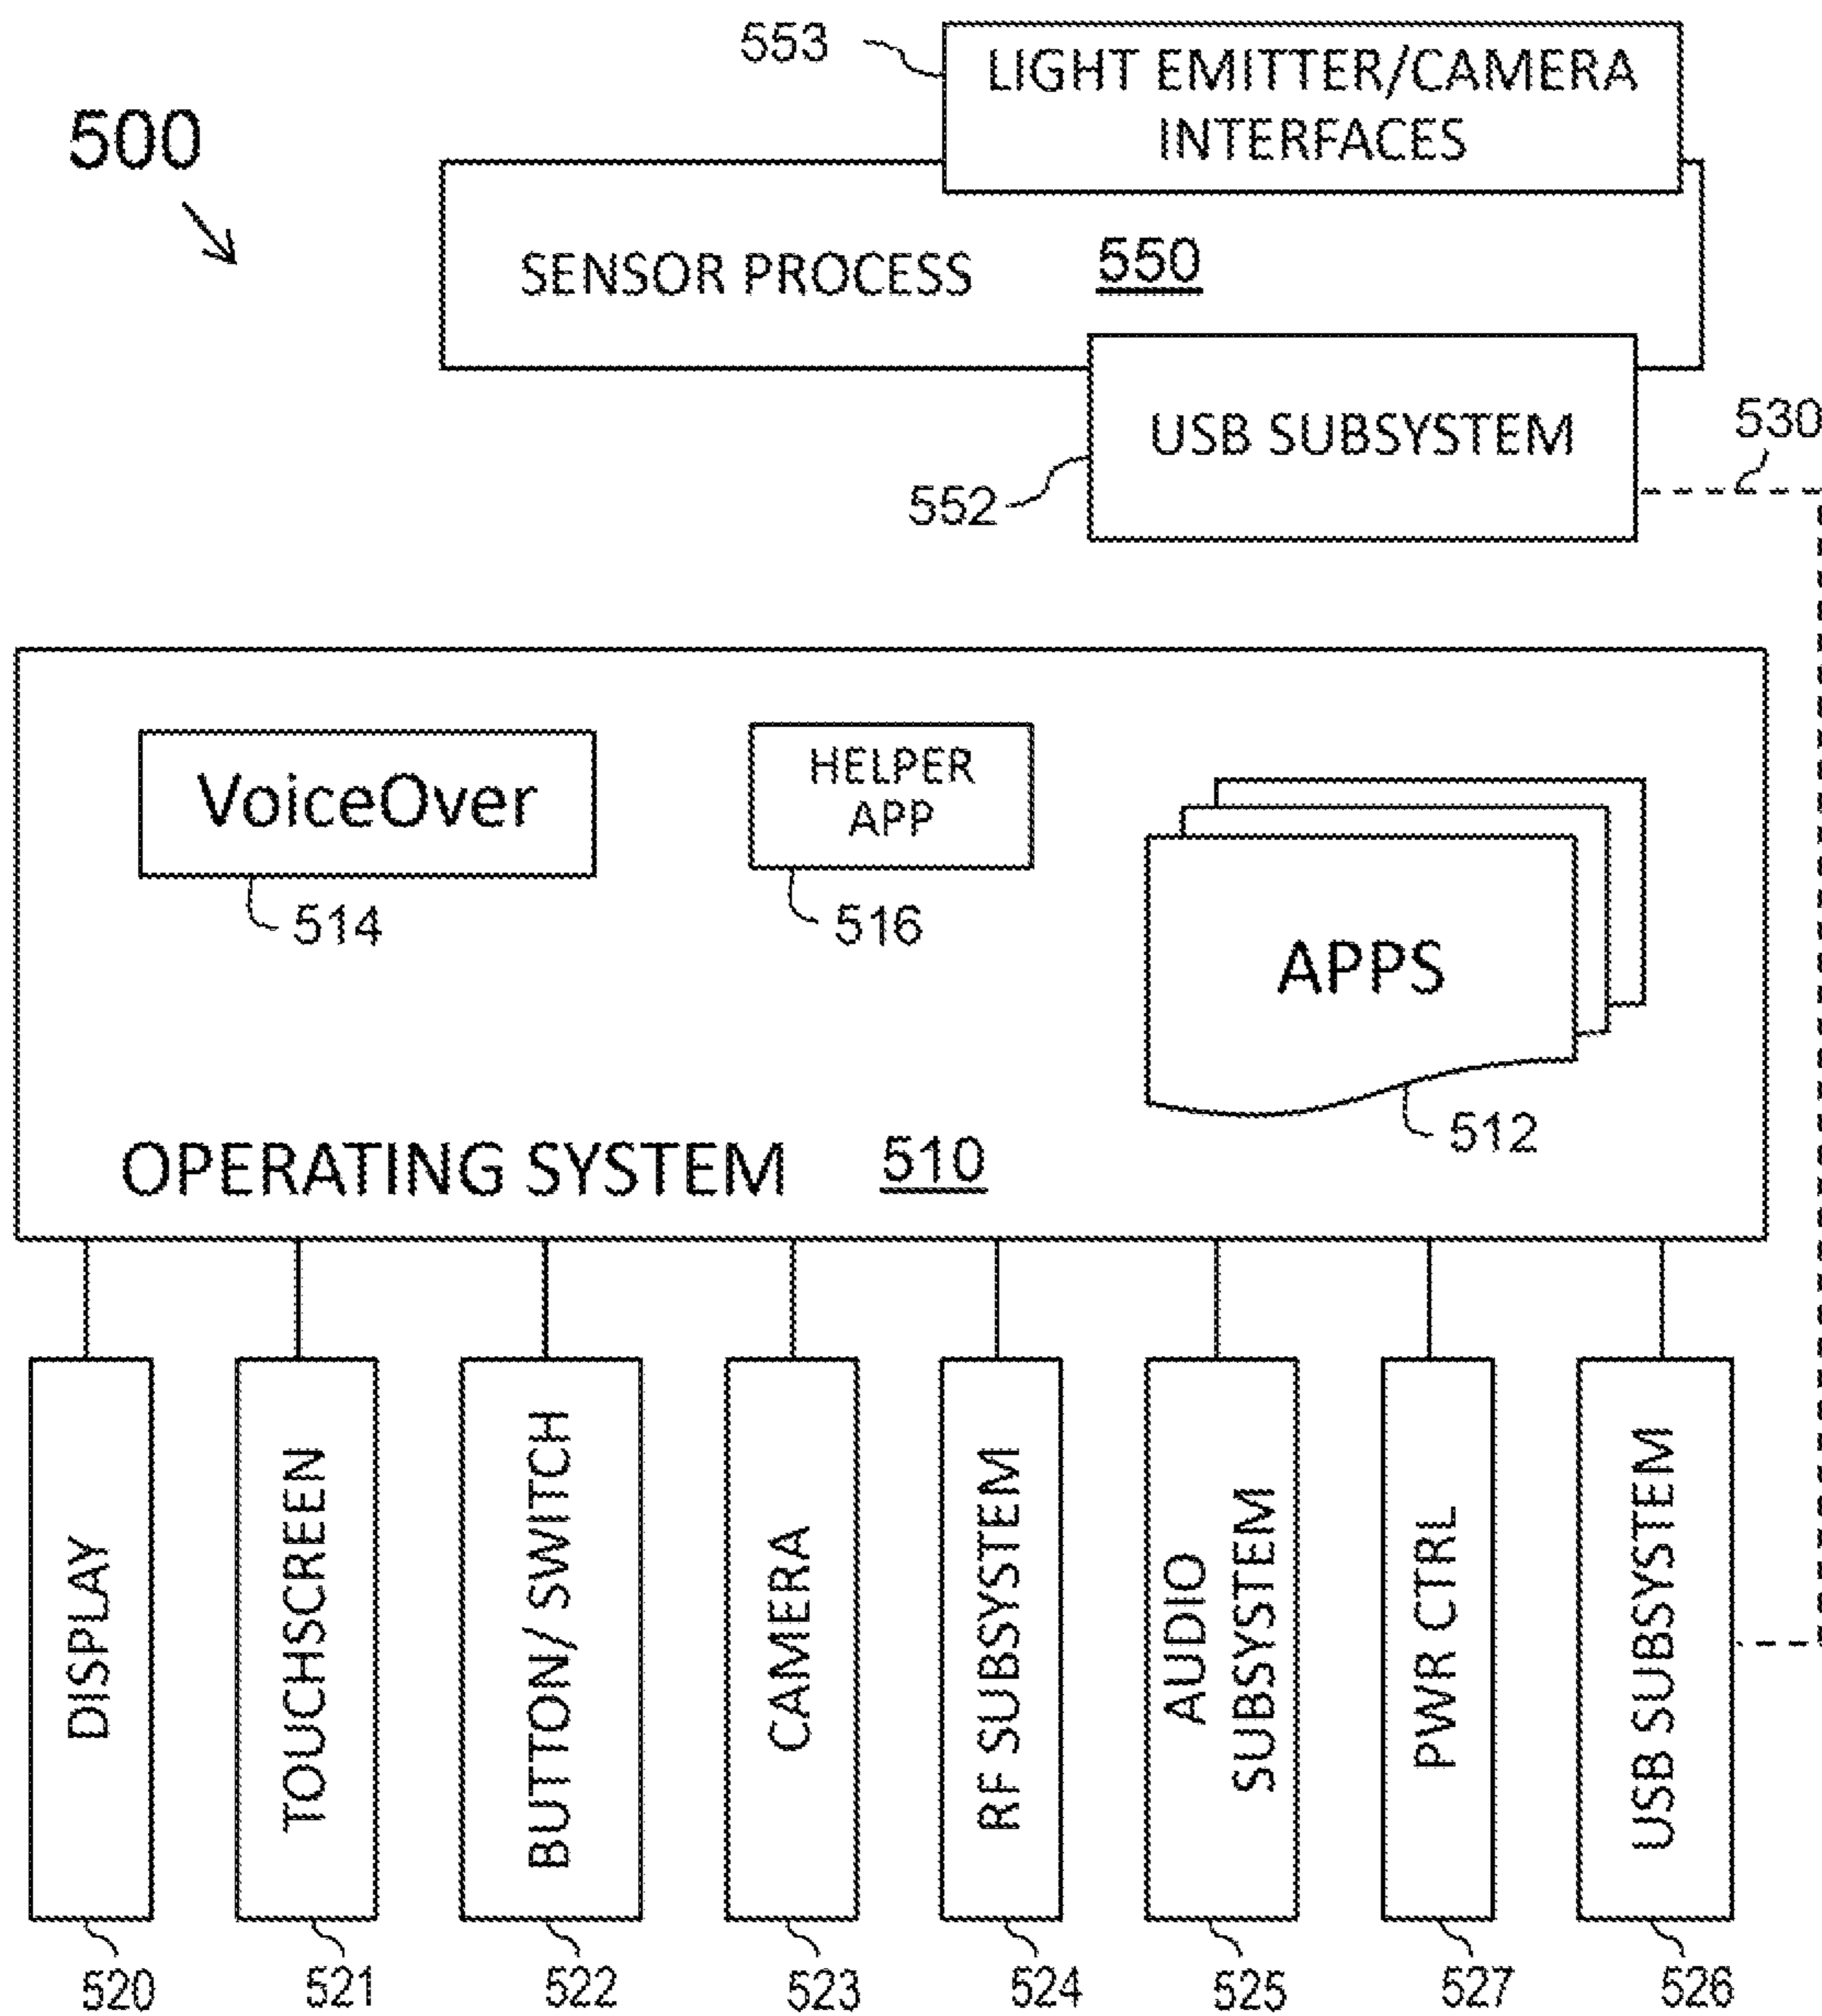 553
LIGHT EMITTER/CAMERA
INTERFACES
500
SENSOR PROCESS 550
USB SUBSYSTEM
530
552
VoiceOver
514
HELPER
APP
516
APPS
512
OPERATING SYSTEM 510
DISPLAY
TOUCHSCREEN
BUTTON/ SWITCH
CAMERA
RF SUBSYSTEM
AUDIO
SUBSYSTEM
PWR CTRL
USB SUBSYSTEM
520 521 522 523 524 525 527 526